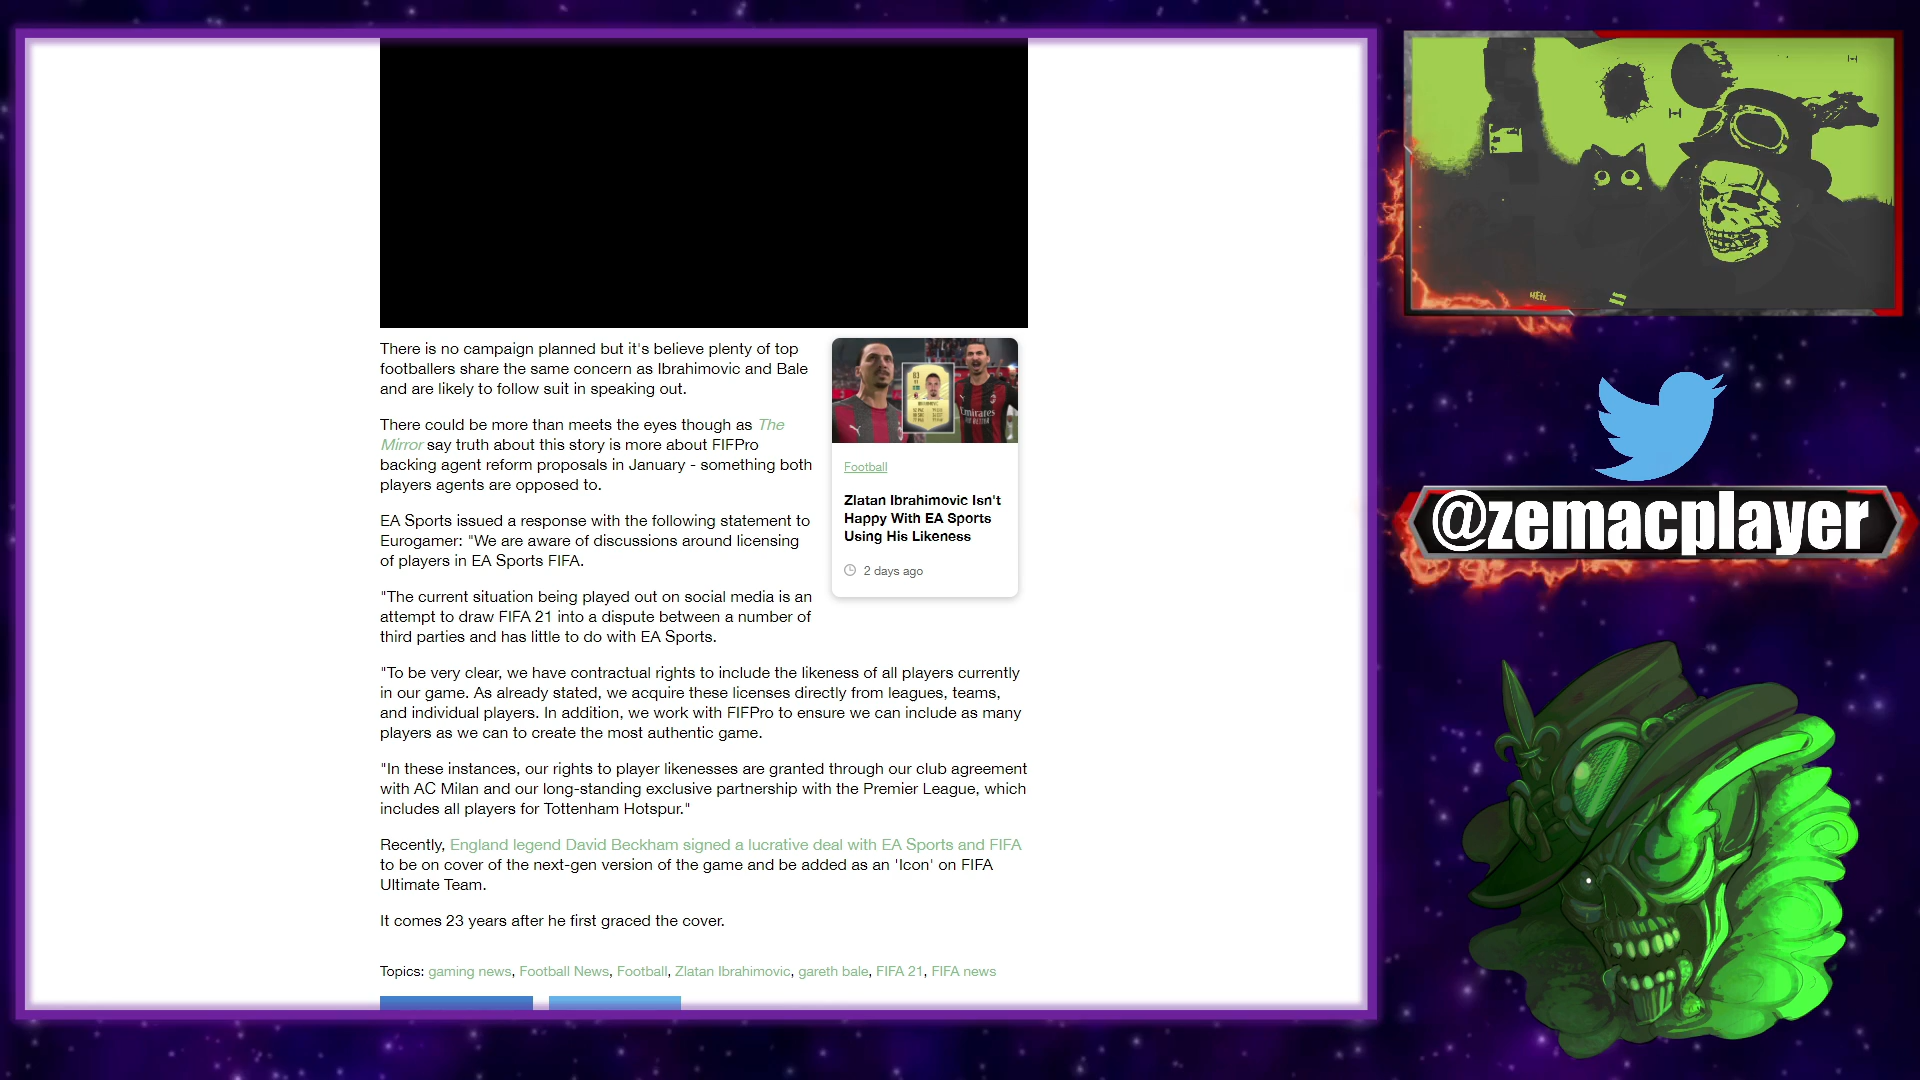 There is no campaign planned but it's believe plenty of top
footballers share the same concern as Ibrahimovic and Bale
and are likely to follow suit in speaking out.
There could be more than meets the eyes though as The
Mirror say truth about this story is more about FIFPro
backing agent reform proposals in January - something both
players agents are opposed to.
EA Sports issued a response with the following statement to
Eurogamer: "We are aware of discussions around licensing
of players in EA Sports FIFA.
"The current situation being played out on social media is an
attempt to draw FIFA 21 into a dispute between a number of
third parties and has little to do with EA Sports.
"To be very clear, we have contractual rights to include the likeness of all players currently
in our game. As already stated, we acquire these licenses directly from leagues, teams,
and individual players. In addition, we work with FIFPro to ensure we can include as many
players as we can to create the most authentic game.
"In these instances, our rights to player likenesses are granted through our club agreement
with AC Milan and our long-standing exclusive partnership with the Premier League, which
includes all players for Tottenham Hotspur."
Recently, England legend David Beckham signed a lucrative deal with EA Sports and FIFA
to be on cover of the next-gen version of the game and be added as an 'Icon' on FIFA
Ultimate Team.
It comes 23 years after he first graced the cover.
Topics: gaming news, Football News, Football, Zlatan Ibrahimovic, gareth bale, FIFA 21, FIFA news
83
Emirates
Football
Zlatan Ibrahimovic Isn't
Happy With EA Sports
Using His Likeness
2 days ago
@zemacplayer